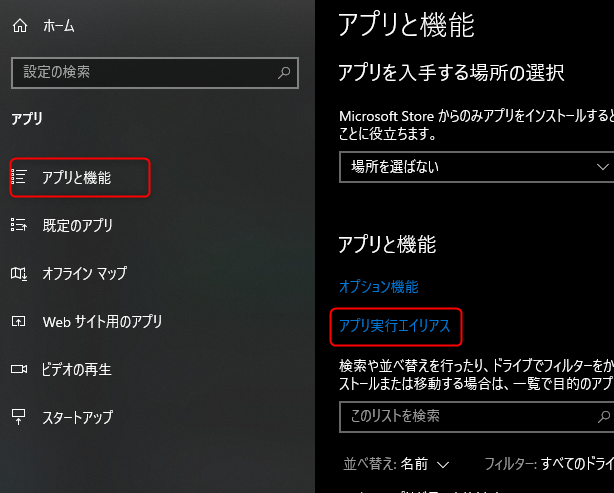 ホーム
設定の検索
アプリ
アプリと機能
既定のアプリ
オフライン マップ
Web サイト用のアプリ
ビデオの再生
スタートアップ
アプリと機能
アプリを入手する場所の選択
Microsoft Store からのみアプリをインストールすると
ことに役立ちます。
場所を選ばない
アプリと機能
オプション機能
アプリ実行エイリアス
検索や並べ替えを行ったり、ドライブでフィルターをか
ストールまたは移動する場合は、一覧で目的のアプ
このリストを検索
並べ替え: 名前 フィルター: すべてのドライ